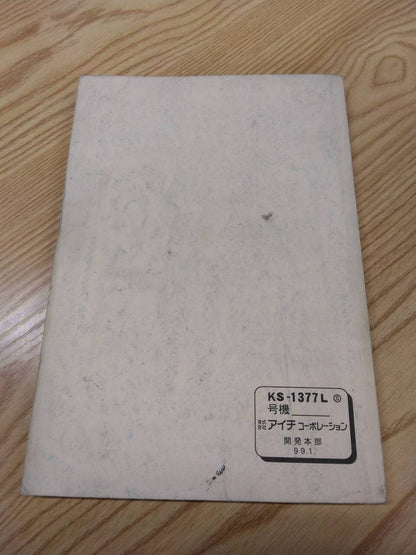 KS-1377L Ⓢ
号機
株式会社 アイチ コーポレーション
開発本部
99.1.